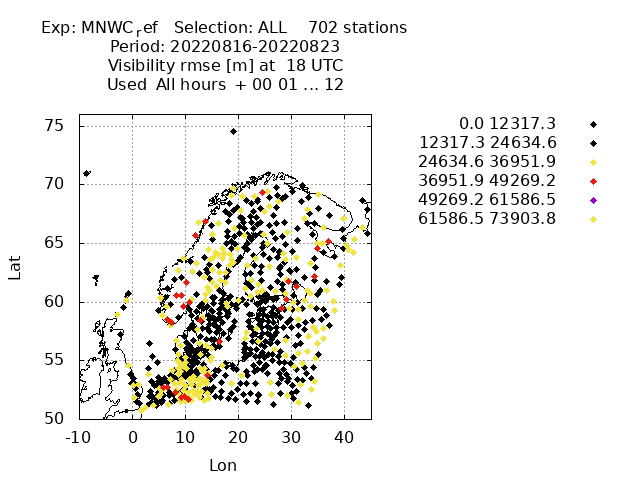 Exp: MNWC_ref Selection: ALL 702 stations
Period: 20220816-20220823
Visibility rmse [m] at 18 UTC
Used All hours + 00 01 ... 12
0.0 12317.3
12317.3 24634.6
24634.6 36951.9
36951.9 49269.2
49269.2 61586.5
61586.5 73903.8
75
70
65
60
55
50
Lat
-10 0 10 20 30 40
Lon